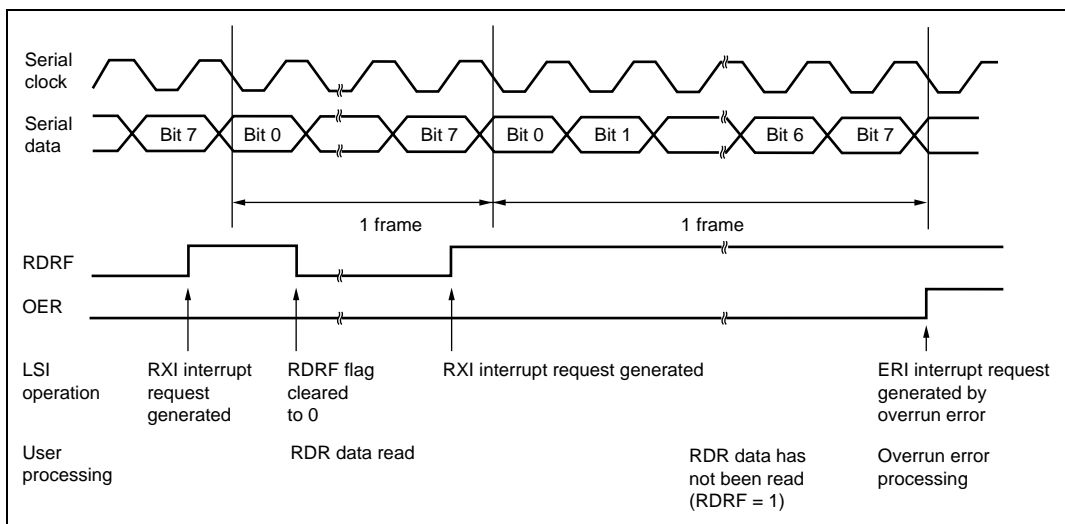 Serial
clock
Serial
data
Bit 7 Bit 0 Bit 7 Bit 0 Bit 1 Bit 6 Bit 7
1 frame 1 frame
RDRF
OER
LSI
operation
RXI interrupt
request
generated
RDRF flag
cleared
to 0
RXI interrupt request generated
ERI interrupt request
generated by
overrun error
User
processing
RDR data read
RDR data has
not been read
(RDRF = 1)
Overrun error
processing